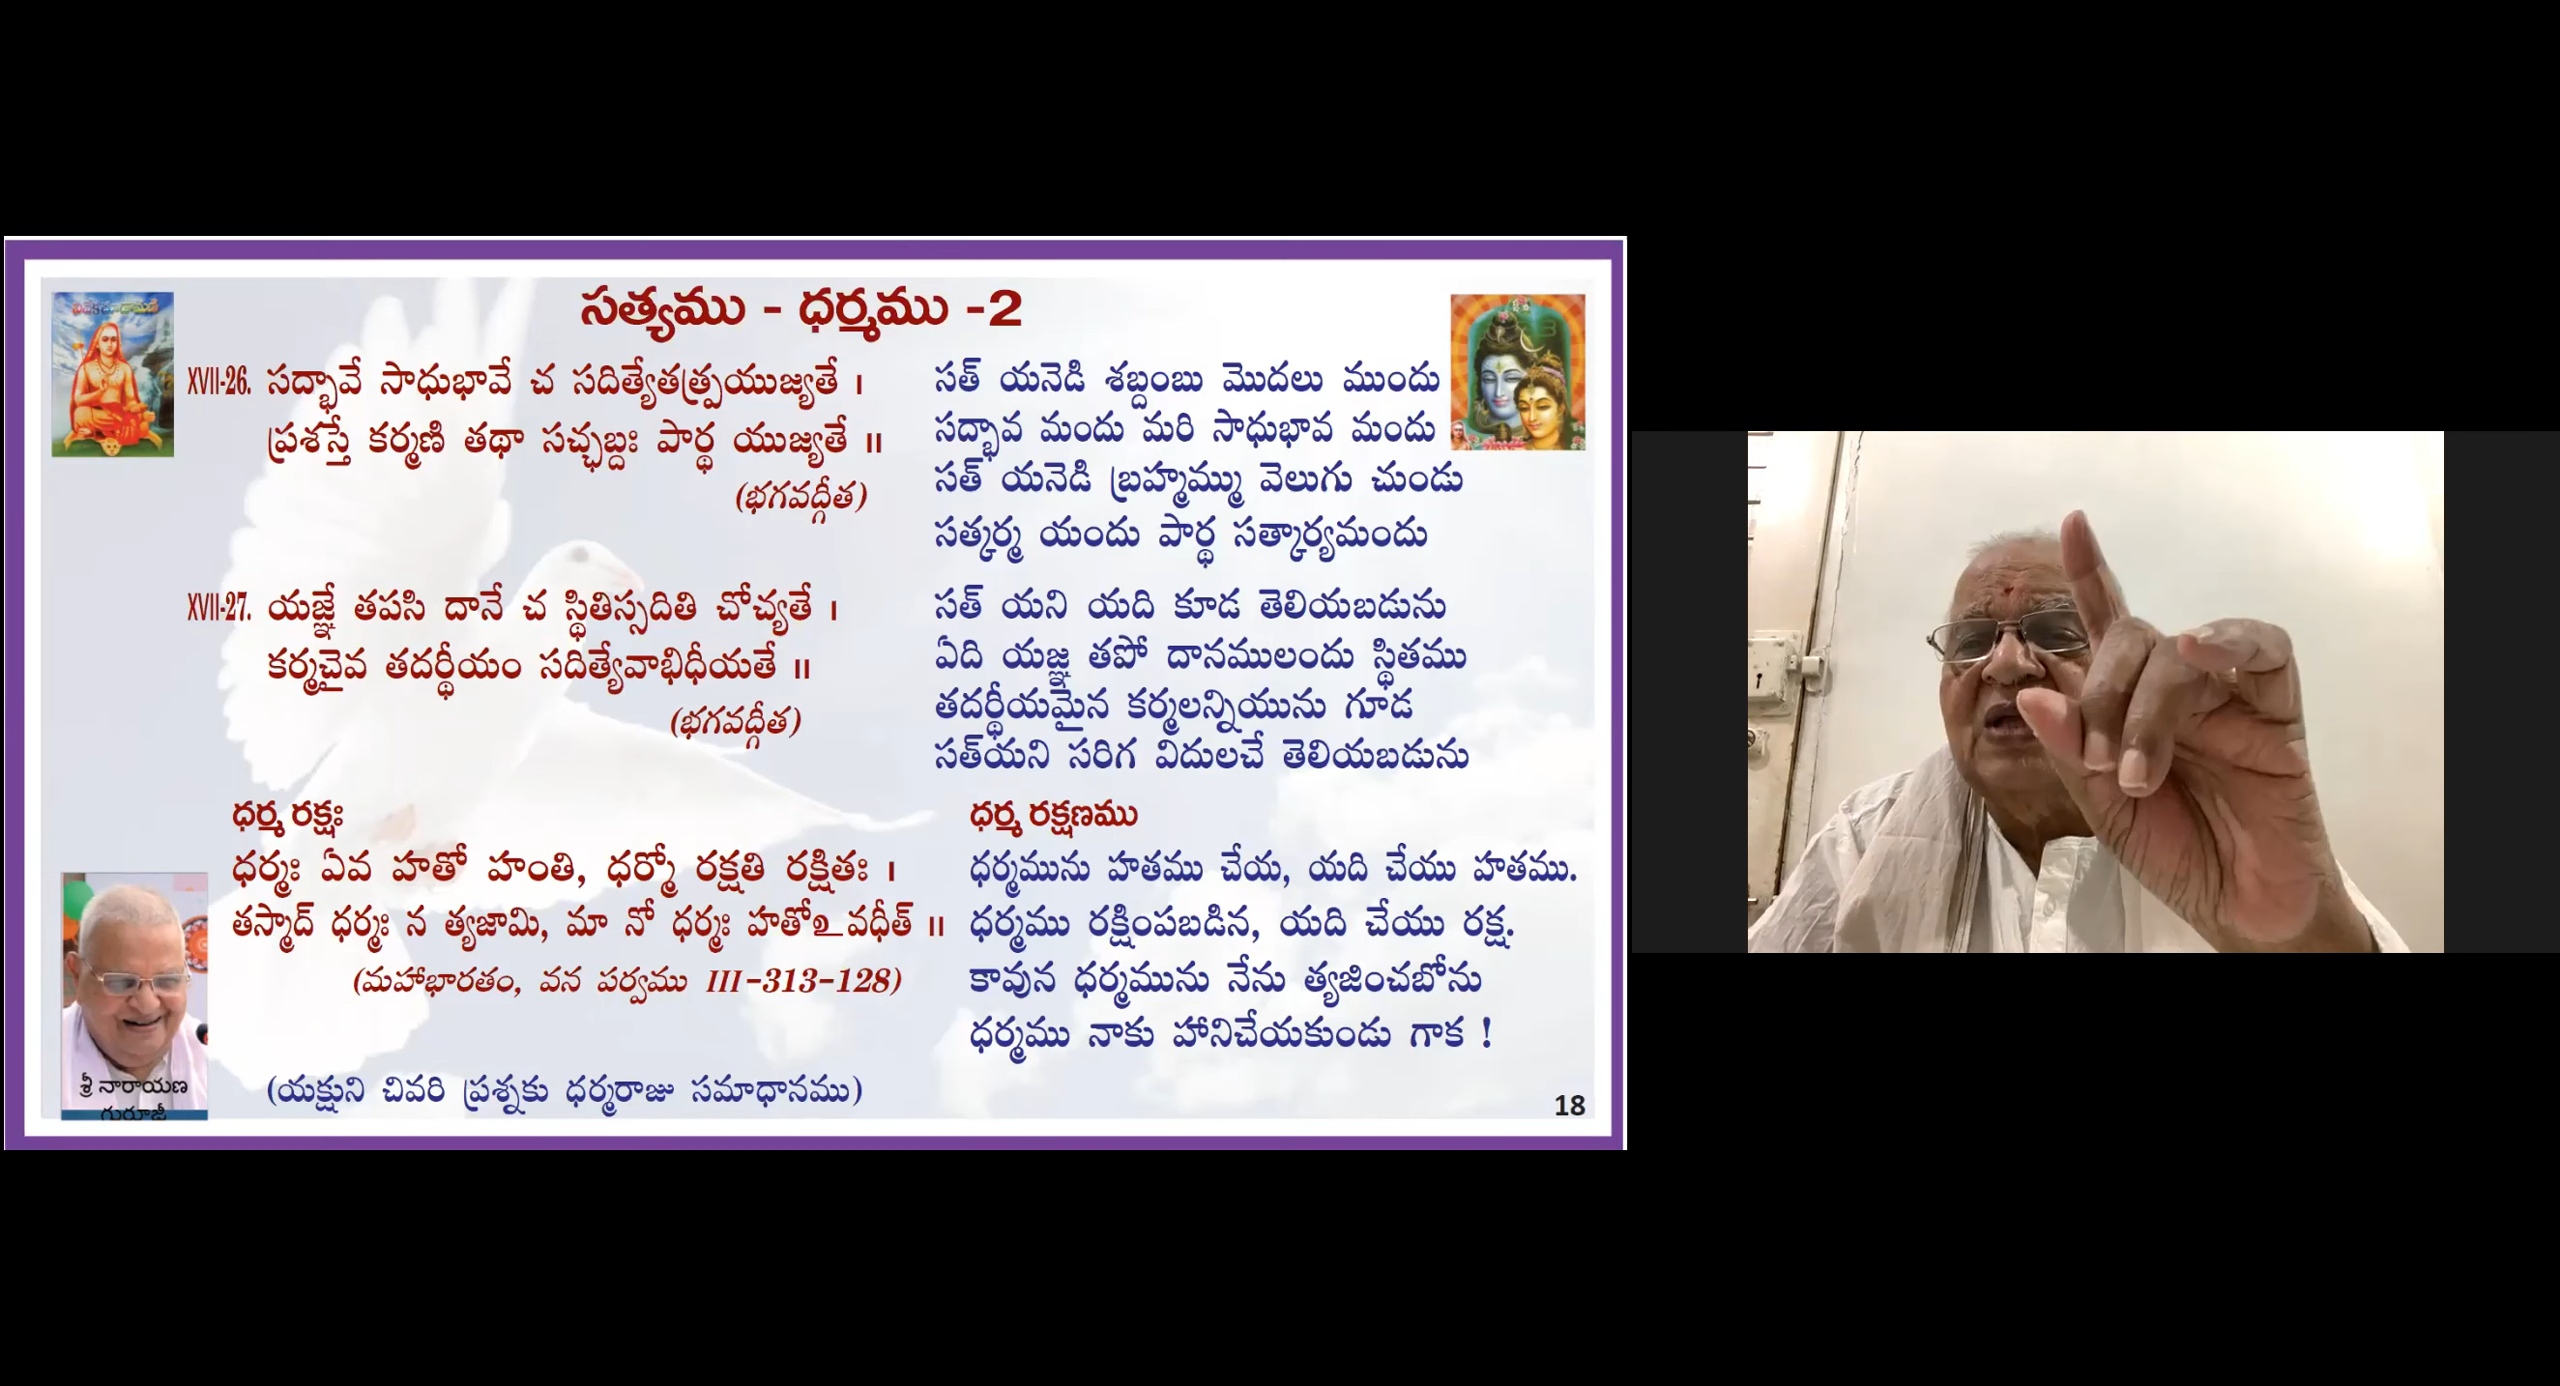 సత్యము - ధర్మము -2
XVII-26. సద్భావే సాధుభావే చ సదిత్యేతత్ప్రయుజ్యతే ।
ప్రశస్తే కర్మణి తథా సచ్ఛబ్దః పార్థ యుజ్యతే ॥
(భగవద్గీత)
సత్ యనెడి శబ్దంబు మొదలు ముందు
సద్భావ మందు మరి సాధుభావ మందు
సత్ యనెడి బ్రహ్మమ్ము వెలుగు చుండు
సత్కర్మ యందు పార్థ సత్కార్యమందు
XVII-27. యజ్ఞే తపసి దానే చ స్థితిస్సదితి చోచ్యతే ।
కర్మచైవ తదర్థీయం సదిత్యేవాభిధీయతే ॥
(భగవద్గీత)
సత్ యని యది కూడ తెలియబడును
ఏది యజ్ఞ తపో దానములందు స్థితము
తదర్థీయమైన కర్మలన్నియును గూడ
సత్‌యని సరిగ విదులచే తెలియబడును
ధర్మ రక్షః
ధర్మః ఏవ హతో హంతి, ధర్మో రక్షతి రక్షితః ।
తస్మాద్ ధర్మః న త్యజామి, మా నో ధర్మః హతోஉవధీత్ ॥
(మహాభారతం, వన పర్వము III-313-128)
ధర్మ రక్షణము
ధర్మమును హతము చేయ, యది చేయు హతము.
ధర్మము రక్షింపబడిన, యది చేయు రక్ష.
కావున ధర్మమును నేను త్యజించబోను
ధర్మము నాకు హానిచేయకుండు గాక !
(యక్షుని చివరి ప్రశ్నకు ధర్మరాజు సమాధానము)
శ్రీ నారాయణ
గురూజీ
18